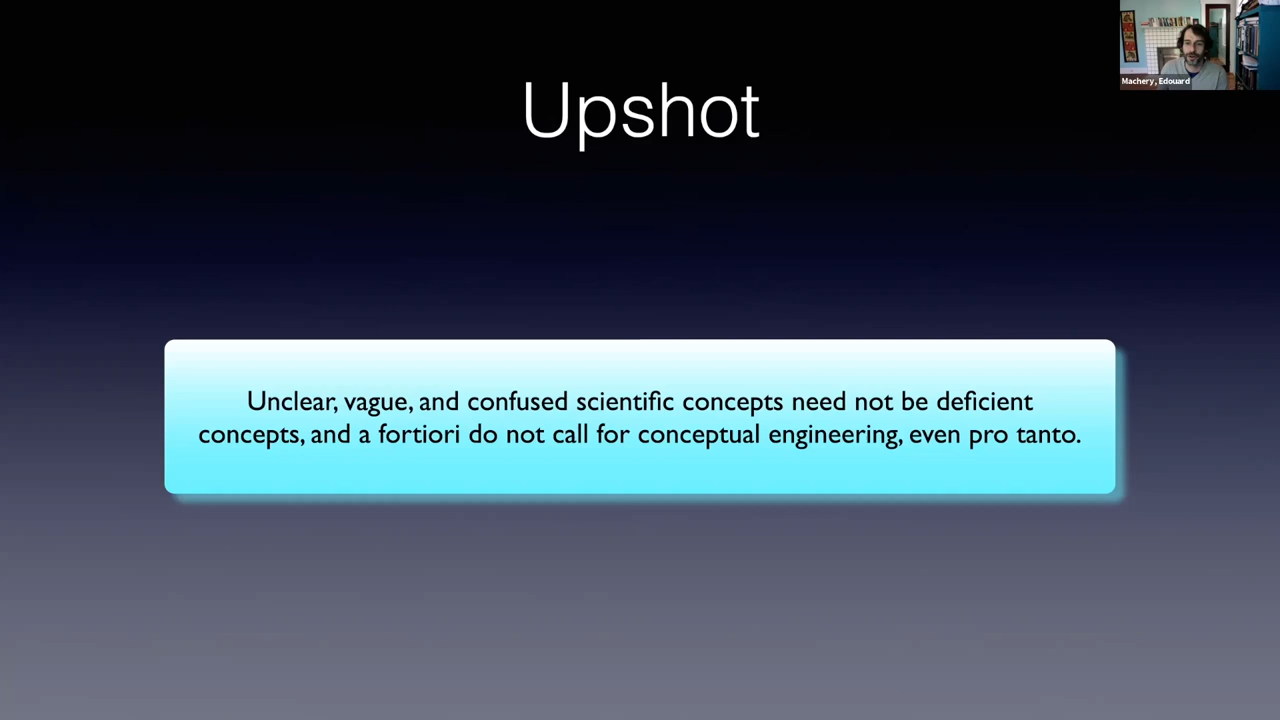 Machery, Edouard
Upshot
Unclear, vague, and confused scientific concepts need not be deficient
concepts, and a fortiori do not call for conceptual engineering, even pro tanto.